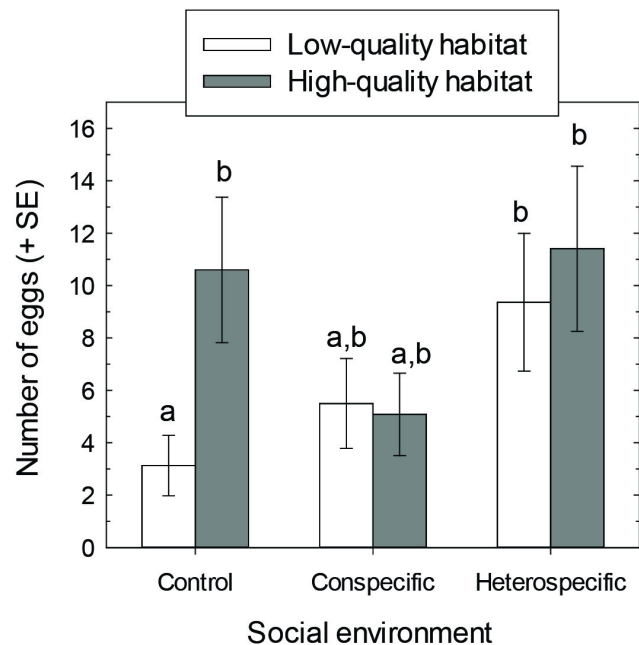 Low-quality habitat
High-quality habitat
Number of eggs (+ SE)
16
14
12
10
8
6
4
2
0
a
b
a,b
a,b
b
b
Control
Conspecific
Heterospecific
Social environment